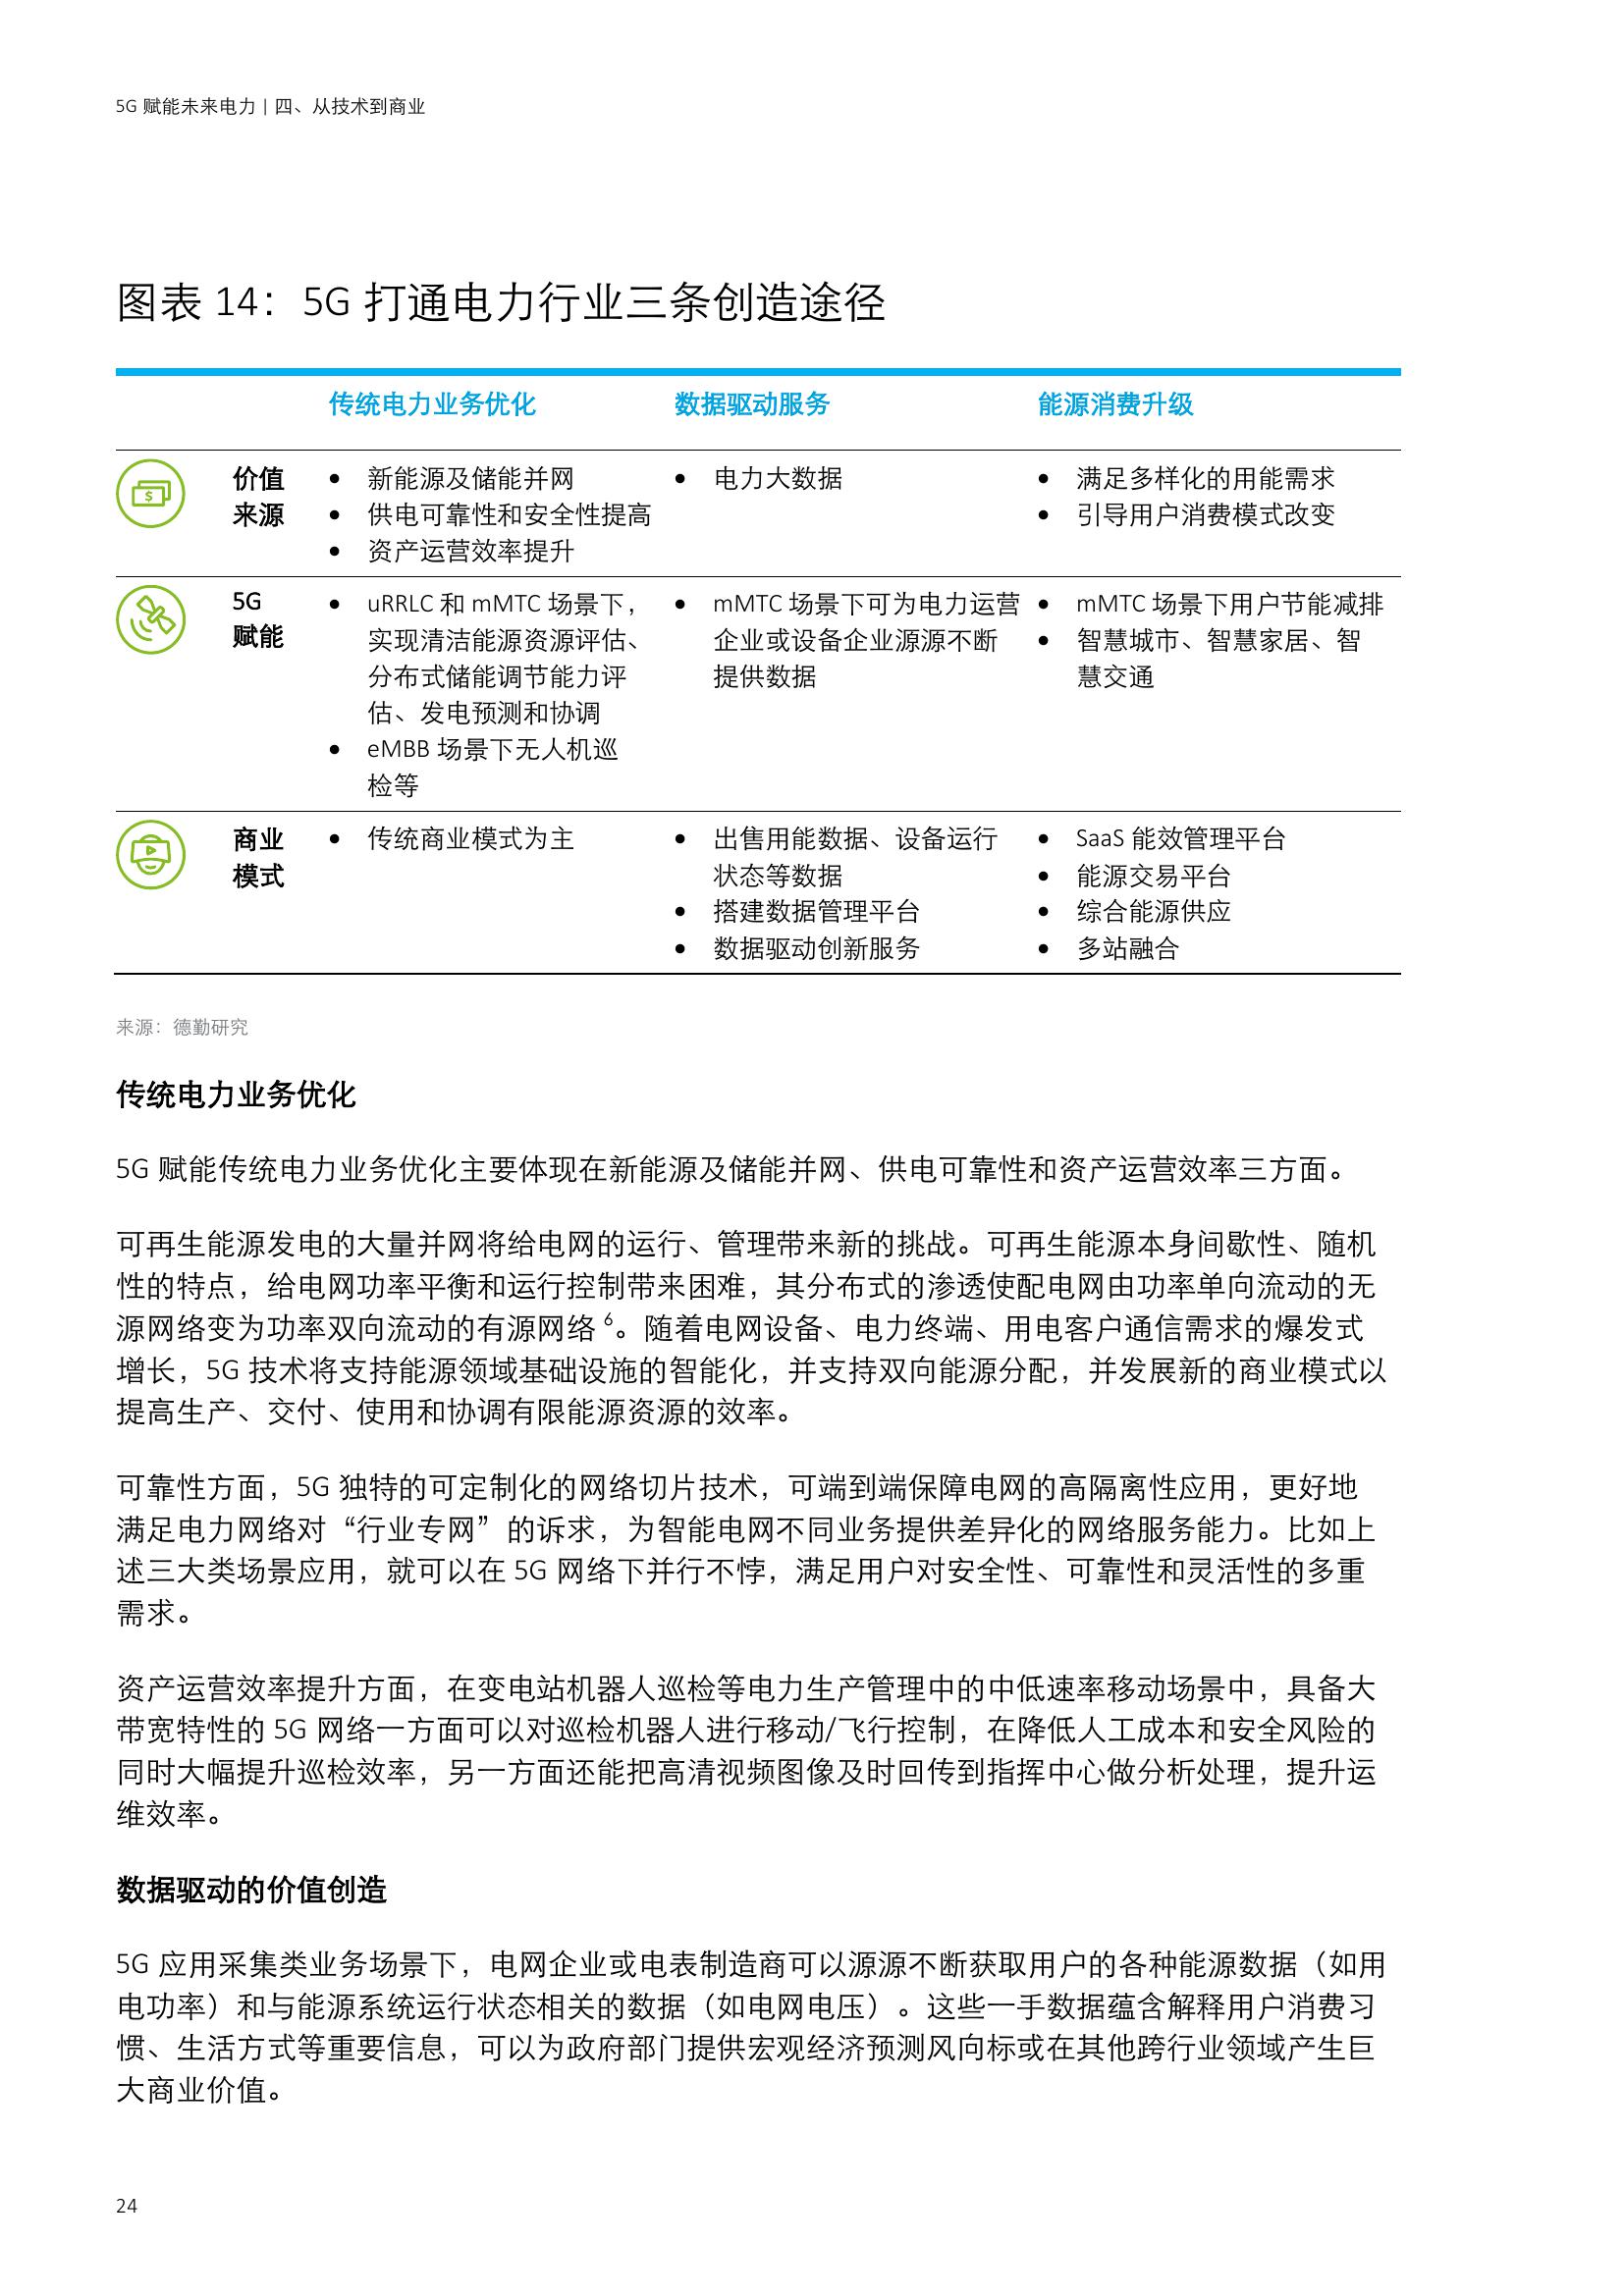 5G 赋能未来电力 | 四、从技术到商业
图表 14：5G 打通电力行业三条创造途径
传统电力业务优化
数据驱动服务
能源消费升级
价值
来源
• 新能源及储能并网
• 供电可靠性和安全性提高
• 资产运营效率提升
• 电力大数据
• 满足多样化的用能需求
• 引导用户消费模式改变
5G
赋能
• uRRLC 和 mMTC 场景下，
实现清洁能源资源评估、
分布式储能调节能力评
估、发电预测和协调
• eMBB 场景下无人机巡
检等
• mMTC 场景下可为电力运营
企业或设备企业源源不断
提供数据
• mMTC 场景下用户节能减排
• 智慧城市、智慧家居、智
慧交通
商业
模式
• 传统商业模式为主
• 出售用能数据、设备运行
状态等数据
• 搭建数据管理平台
• 数据驱动创新服务
• SaaS 能效管理平台
• 能源交易平台
• 综合能源供应
• 多站融合
来源：德勤研究
传统电力业务优化
5G 赋能传统电力业务优化主要体现在新能源及储能并网、供电可靠性和资产运营效率三方面。
可再生能源发电的大量并网将给电网的运行、管理带来新的挑战。可再生能源本身间歇性、随机
性的特点，给电网功率平衡和运行控制带来困难，其分布式的渗透使配电网由功率单向流动的无
源网络变为功率双向流动的有源网络 6。随着电网设备、电力终端、用电客户通信需求的爆发式
增长，5G 技术将支持能源领域基础设施的智能化，并支持双向能源分配，并发展新的商业模式以
提高生产、交付、使用和协调有限能源资源的效率。
可靠性方面，5G 独特的可定制化的网络切片技术，可端到端保障电网的高隔离性应用，更好地
满足电力网络对“行业专网”的诉求，为智能电网不同业务提供差异化的网络服务能力。比如上
述三大类场景应用，就可以在 5G 网络下并行不悖，满足用户对安全性、可靠性和灵活性的多重
需求。
资产运营效率提升方面，在变电站机器人巡检等电力生产管理中的中低速率移动场景中，具备大
带宽特性的 5G 网络一方面可以对巡检机器人进行移动/飞行控制，在降低人工成本和安全风险的
同时大幅提升巡检效率，另一方面还能把高清视频图像及时回传到指挥中心做分析处理，提升运
维效率。
数据驱动的价值创造
5G 应用采集类业务场景下，电网企业或电表制造商可以源源不断获取用户的各种能源数据（如用
电功率）和与能源系统运行状态相关的数据（如电网电压）。这些一手数据蕴含解释用户消费习
惯、生活方式等重要信息，可以为政府部门提供宏观经济预测风向标或在其他跨行业领域产生巨
大商业价值。
24